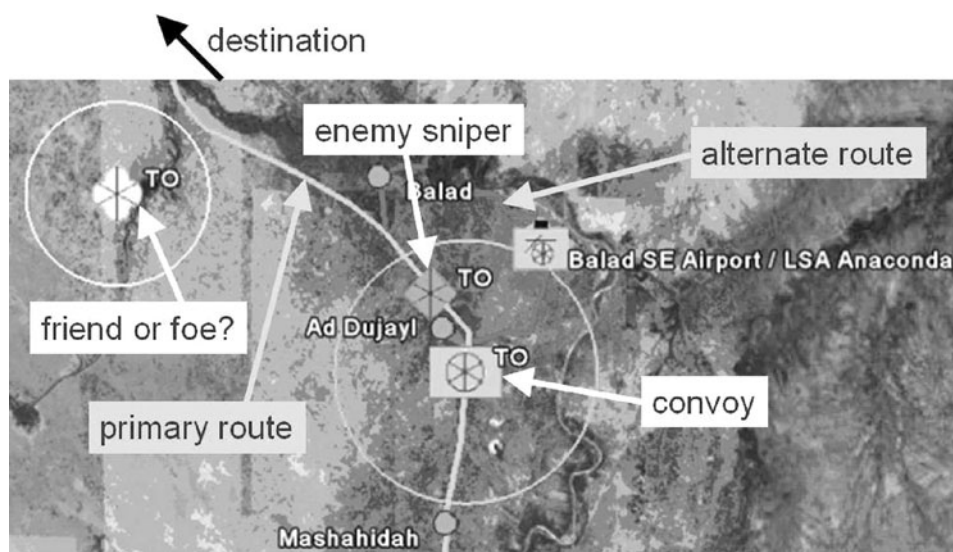 destination
enemy sniper
alternate route
TO
Balad
Balad SE Airport / LSA Anaconda
TO
friend or foe?
Ad Dujayl
TO
primary route
convoy
Mashahidah